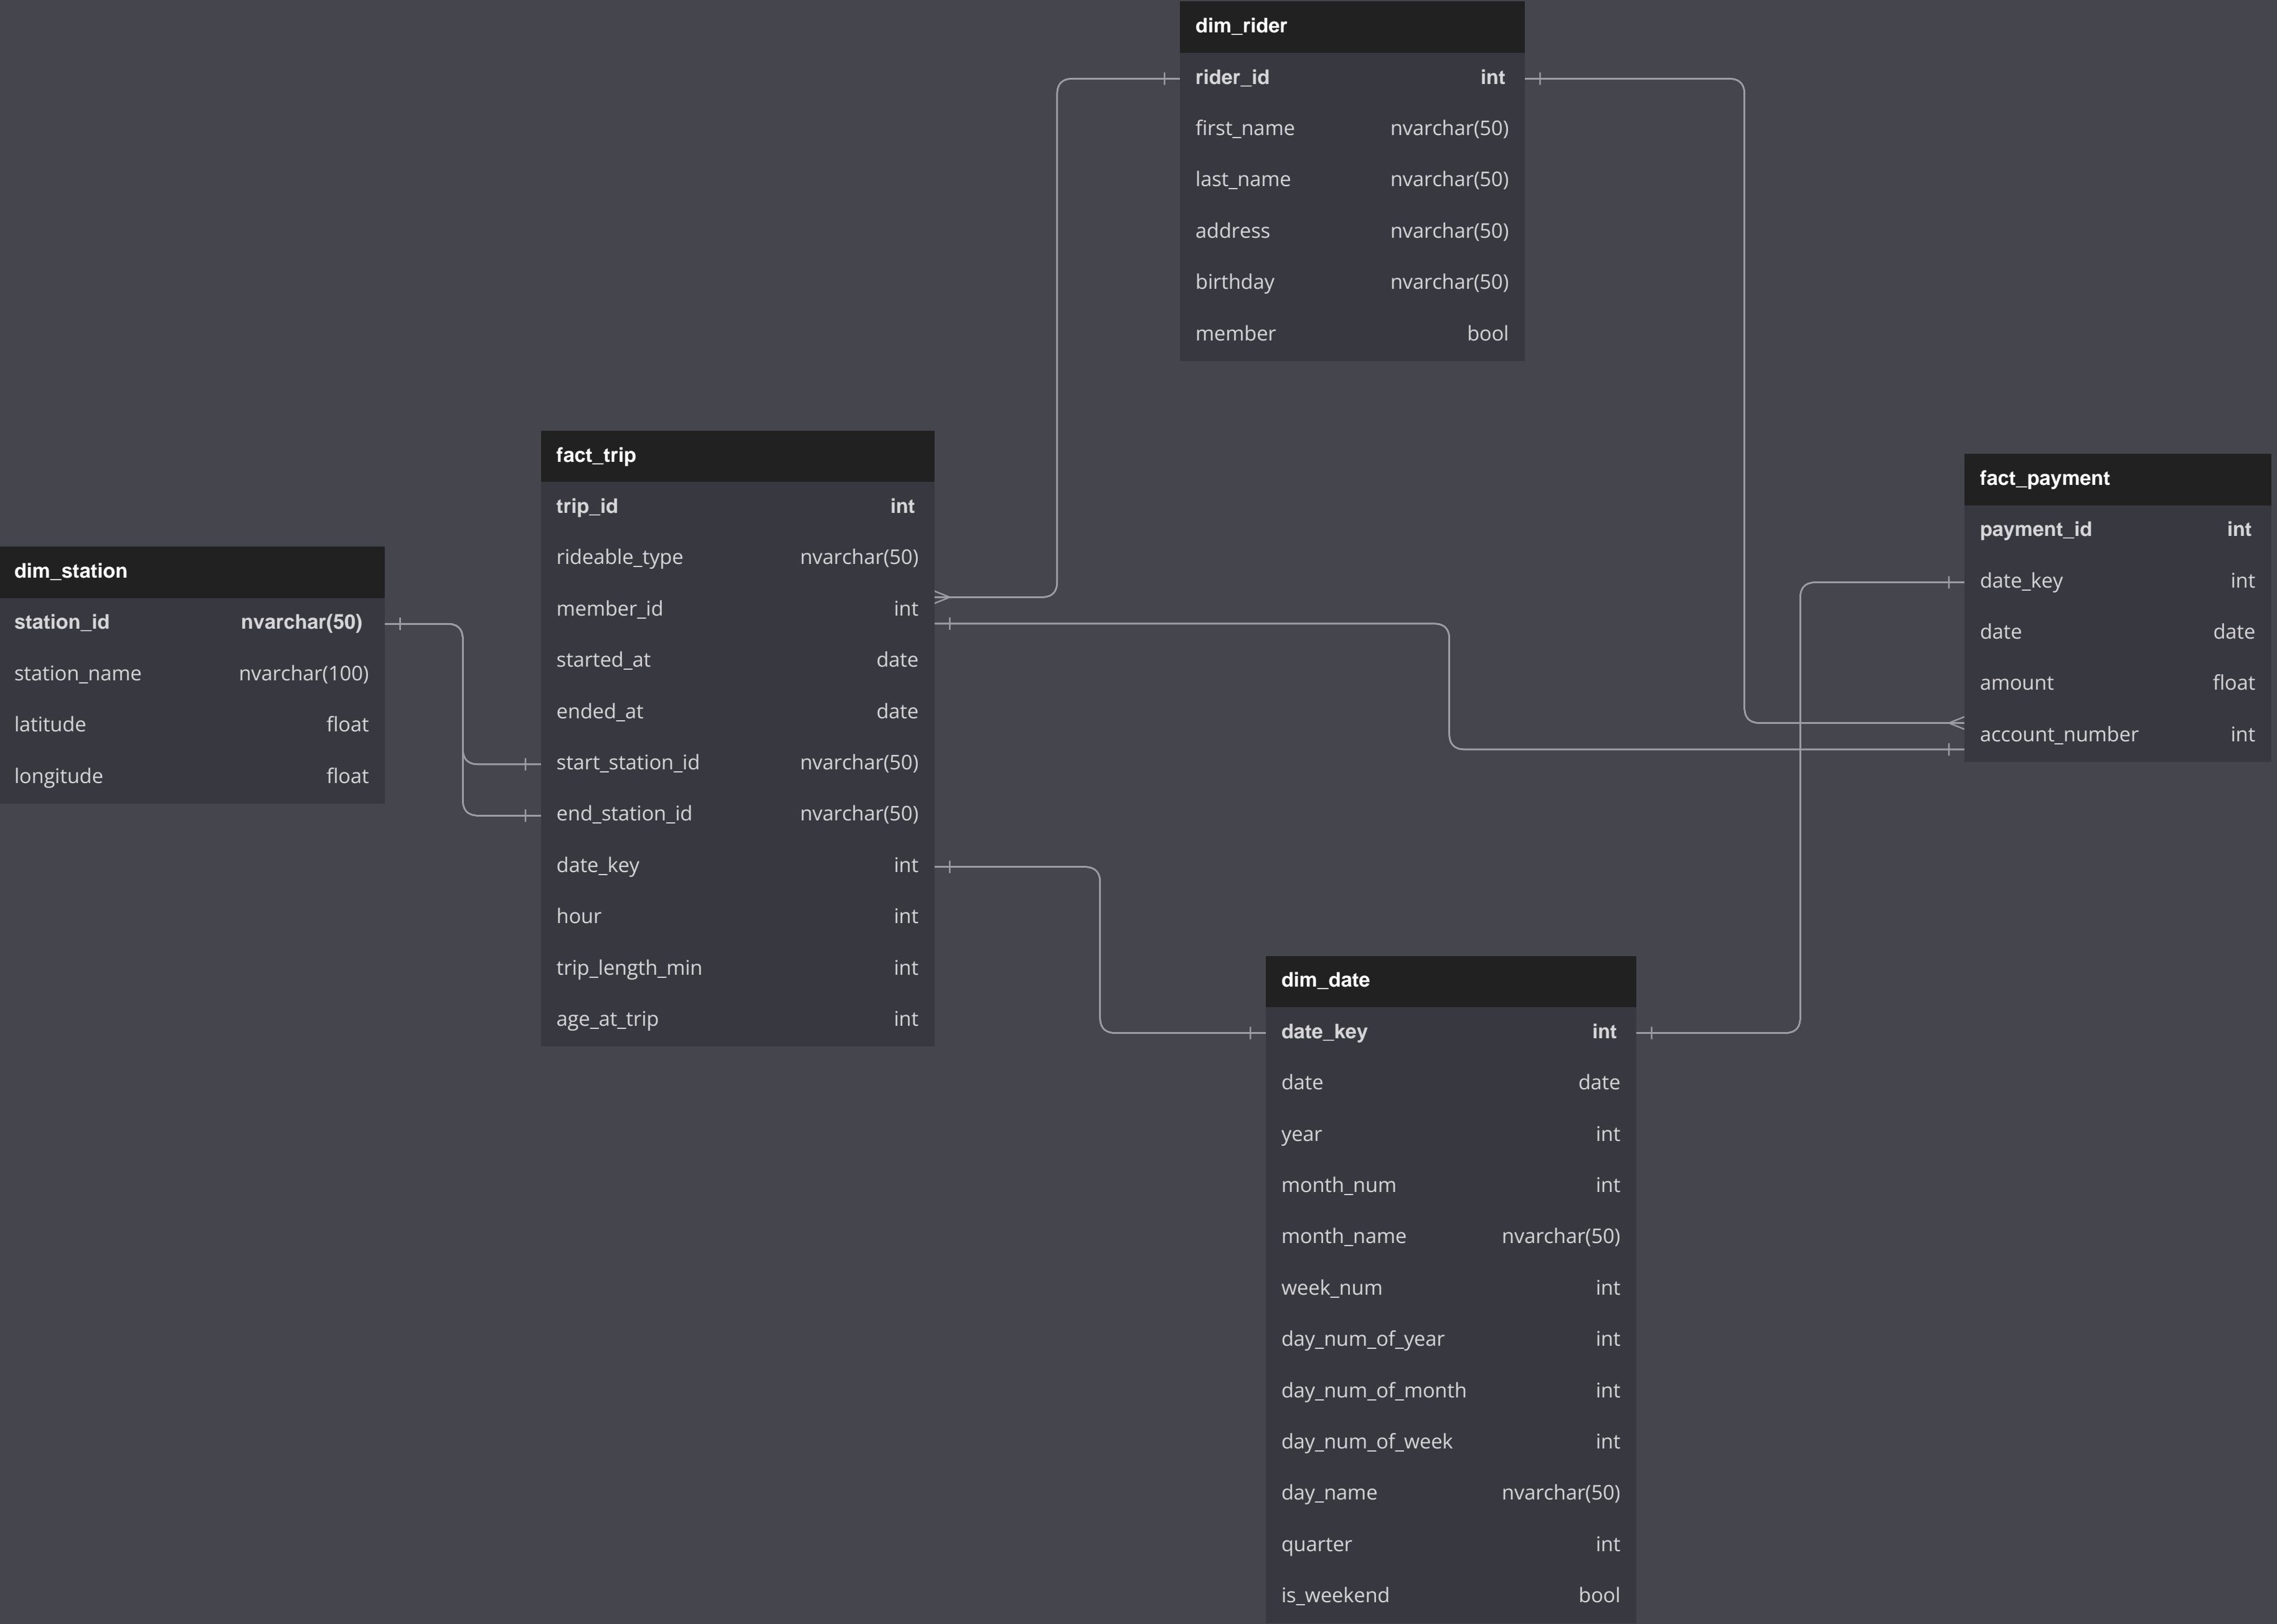 dim_rider
rider_id int
first_name nvarchar(50)
last_name nvarchar(50)
address nvarchar(50)
birthday nvarchar(50)
member bool
fact_trip
trip_id int
rideable_type nvarchar(50)
member_id int
started_at date
ended_at date
start_station_id nvarchar(50)
end_station_id nvarchar(50)
date_key int
hour int
trip_length_min int
age_at_trip int
fact_payment
payment_id int
date_key int
date date
amount float
account_number int
dim_station
station_id nvarchar(50)
station_name nvarchar(100)
latitude float
longitude float
dim_date
date_key int
date date
year int
month_num int
month_name nvarchar(50)
week_num int
day_num_of_year int
day_num_of_month int
day_num_of_week int
day_name nvarchar(50)
quarter int
is_weekend bool